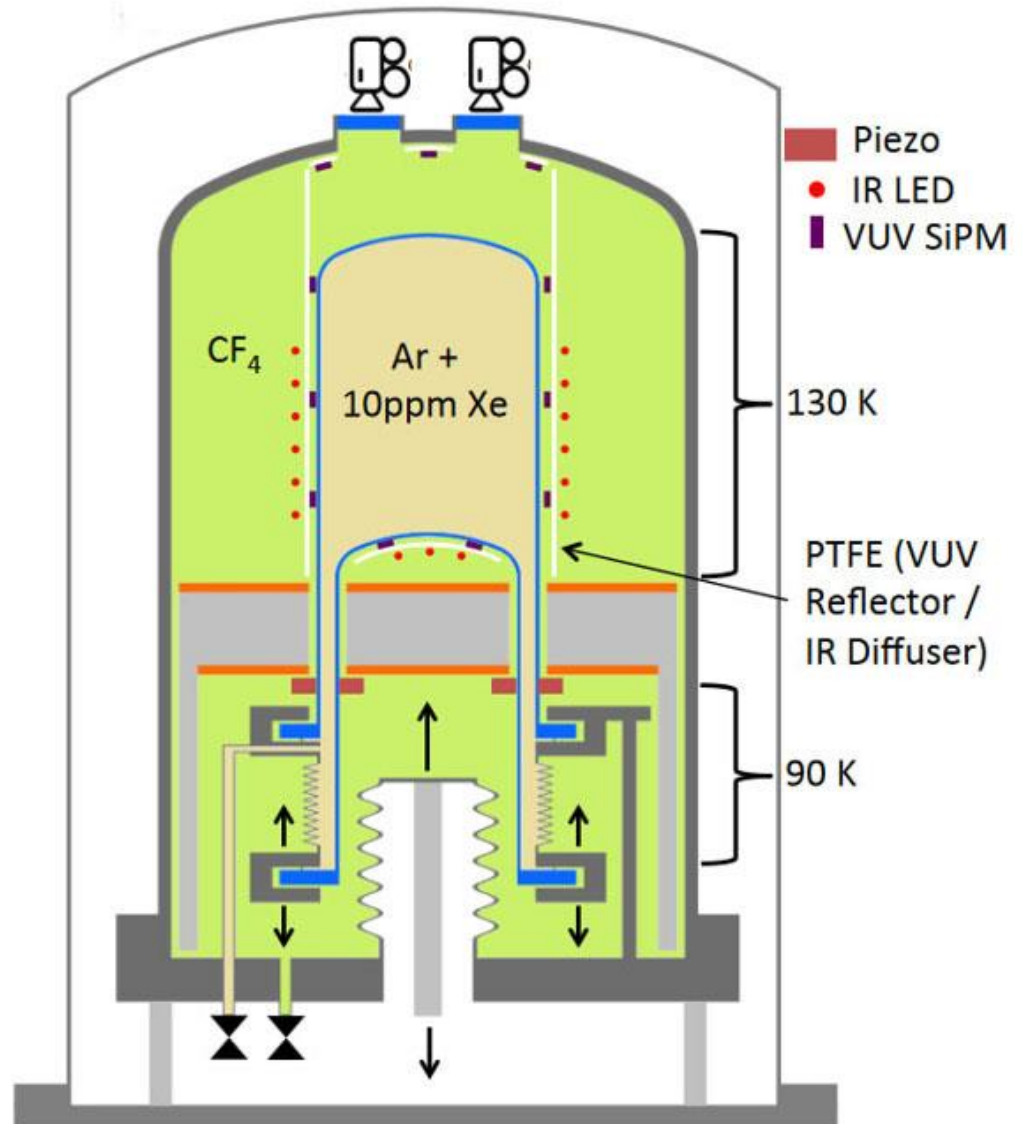 Piezo
IR LED
VUV SiPM
CF₄
Ar +
10ppm Xe
130 K
PTFE (VUV
Reflector /
IR Diffuser)
90 K